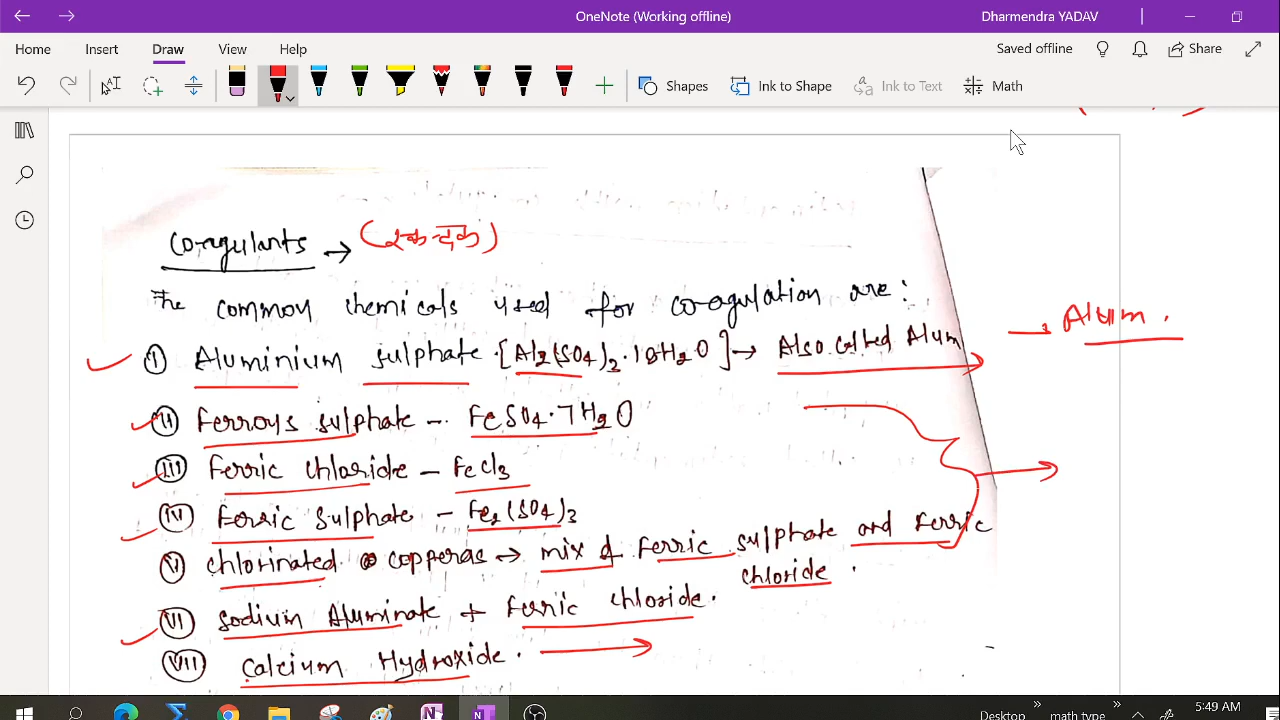 OneNote (Working offline)
Dharmendra YADAV
Home Insert Draw View Help
Saved offline
Share
Shapes
Ink to Shape
Ink to Text
Math
Coagulants →
The common chemicals used for coagulation are:
① Aluminium sulphate [Al2(SO4)2·18H2O] → Also called Alum
→ Alum.
ⅱ Ferrous sulphate - FeSO4·7H2O
ⅲ Ferric chloride - FeCl3
ⅳ Ferric sulphate - Fe2(SO4)3
Ⅴ chlorinated copperas → mix of Ferric sulphate and Ferric
chloride.
Ⅵ Sodium Aluminate + Ferric chloride.
Ⅶ Calcium Hydroxide. →
5:49 AM
Desktop
math type